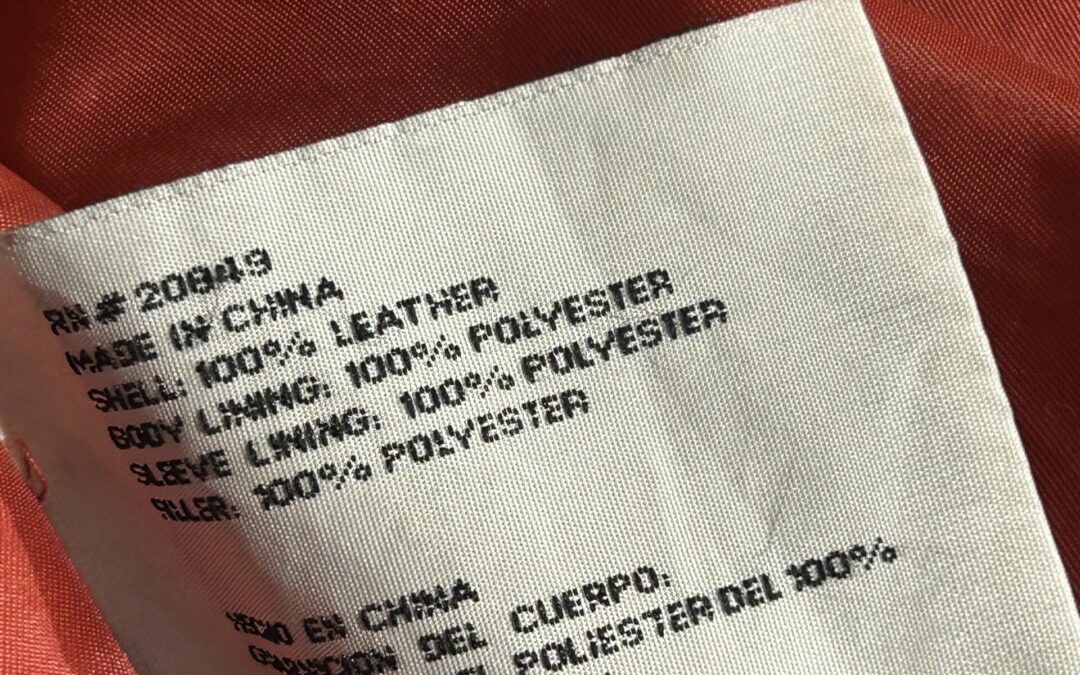 RN # 20849
MADE IN CHINA
SHELL: 100% LEATHER
BODY LINING: 100% POLYESTER
SLEEVE LINING: 100% POLYESTER
FILLER: 100% POLYESTER
HECHO EN CHINA
DEL CUERPO:
POLIESTER DEL 100%